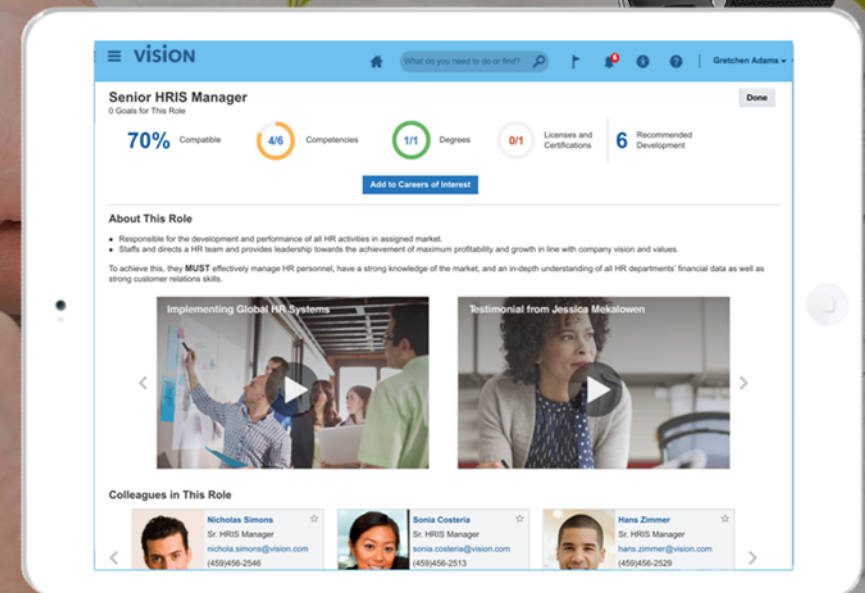 vision
What do you need to do or find?
6
Gretchen Adams
Senior HRIS Manager
Done
0 Goals for This Role
70% Compatible
4/6 Competencies
1/1 Degrees
0/1 Licenses and
Certifications
6 Recommended
Development
Add to Careers of Interest
About This Role
• Responsible for the development and performance of all HR activities in assigned market.
• Staffs and directs a HR team and provides leadership towards the achievement of maximum profitability and growth in line with company vision and values.
To achieve this, they MUST effectively manage HR personnel, have a strong knowledge of the market, and an in-depth understanding of all HR departments' financial data as well as
strong customer relations skills.
Implementing Global HR Systems
Testimonial from Jessica Mekalowen
Colleagues in This Role
Nicholas Simons
Sr. HRIS Manager
nichola.simons@vision.com
(459)456-2546
Sonia Costeria
Sr. HRIS Manager
sonia.costeria@vision.com
(459)456-2513
Hans Zimmer
Sr. HRIS Manager
hans.zimmer@vision.com
(459)456-2529